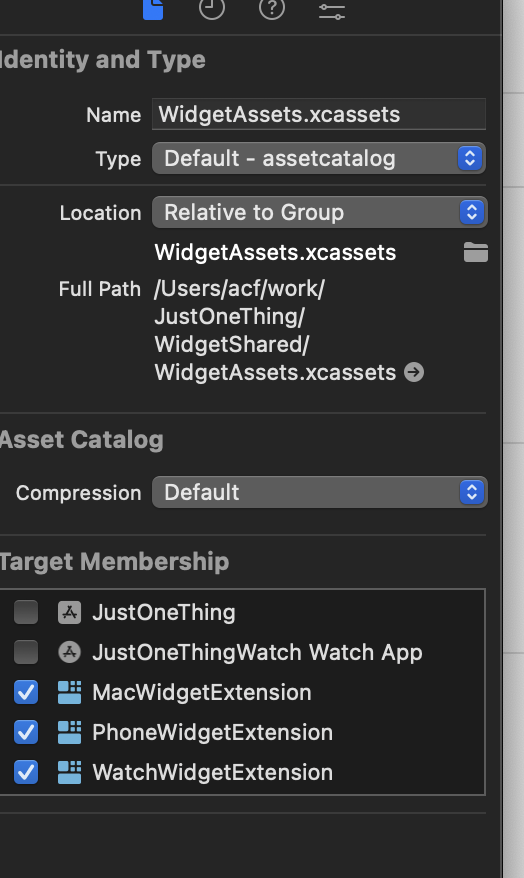 Identity and Type
Name WidgetAssets.xcassets
Type Default - assetcatalog
Location Relative to Group
WidgetAssets.xcassets
Full Path /Users/acf/work/
JustOneThing/
WidgetShared/
WidgetAssets.xcassets
Asset Catalog
Compression Default
Target Membership
JustOneThing
JustOneThingWatch Watch App
MacWidgetExtension
PhoneWidgetExtension
WatchWidgetExtension